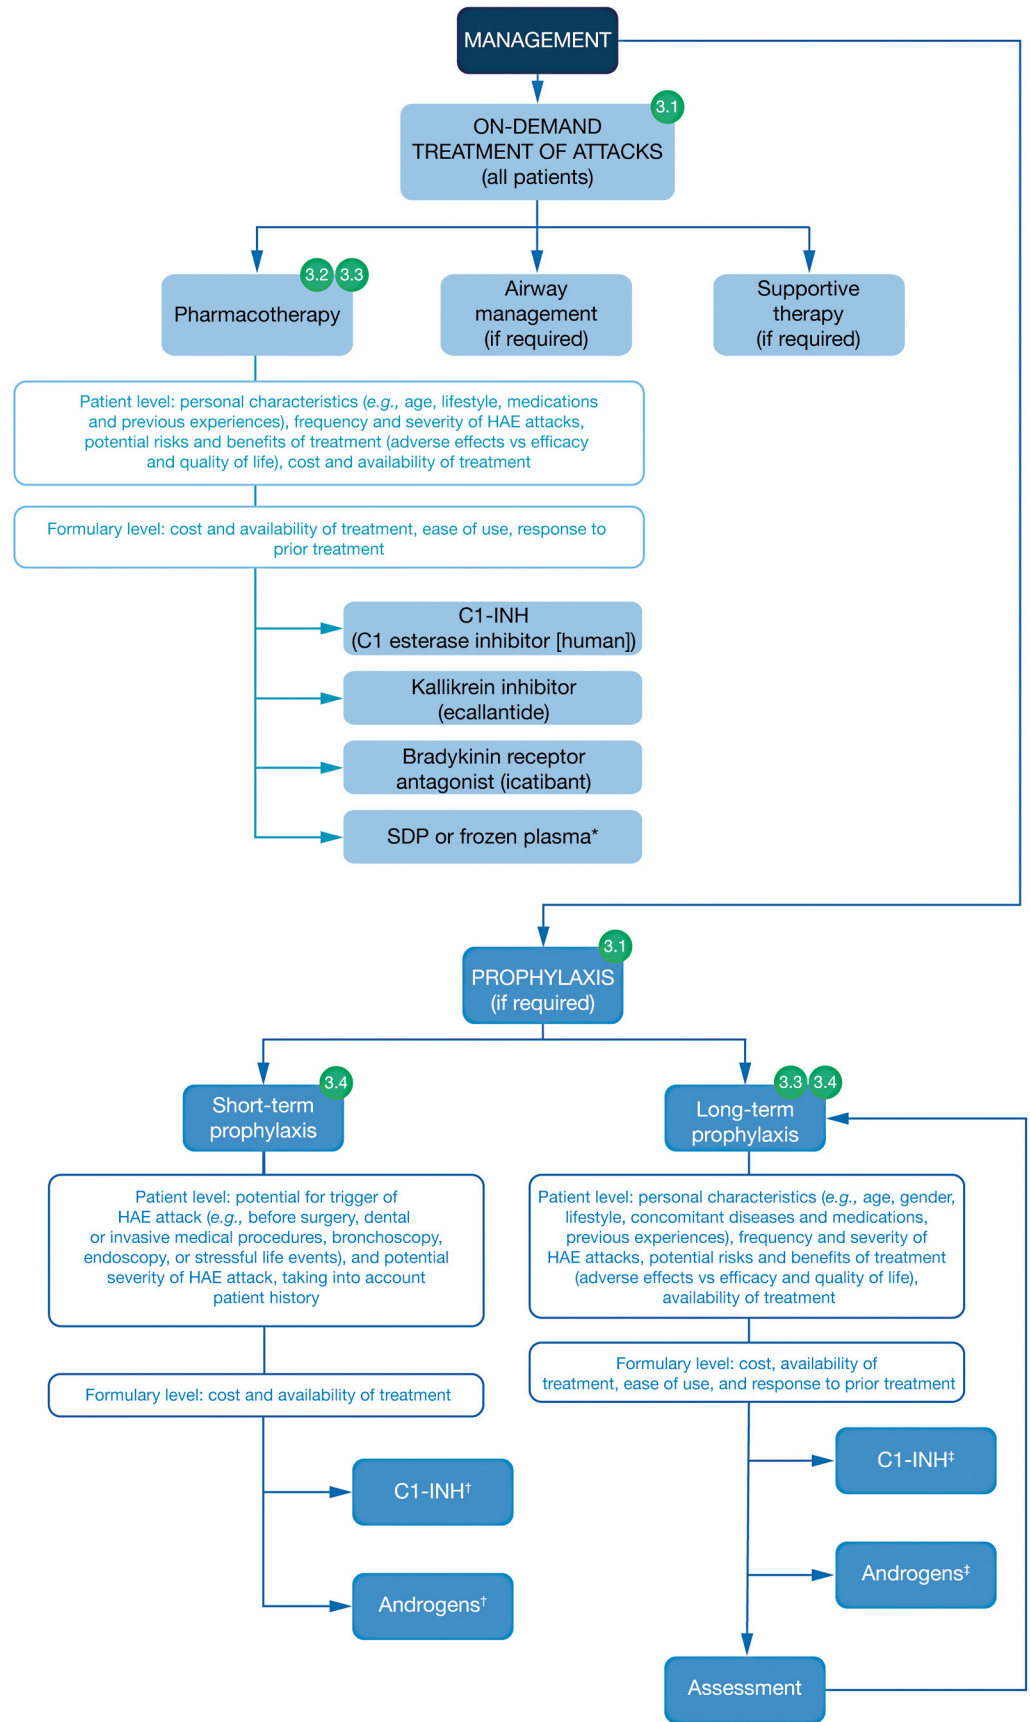 MANAGEMENT
3.1
ON-DEMAND
TREATMENT OF ATTACKS
(all patients)
3.2
3.3
Pharmacotherapy
Airway
management
(if required)
Supportive
therapy
(if required)
Patient level: personal characteristics (e.g., age, lifestyle, medications
and previous experiences), frequency and severity of HAE attacks,
potential risks and benefits of treatment (adverse effects vs efficacy
and quality of life), cost and availability of treatment
Formulary level: cost and availability of treatment, ease of use, response to
prior treatment
C1-INH
(C1 esterase inhibitor [human])
Kallikrein inhibitor
(ecallantide)
Bradykinin receptor
antagonist (icatibant)
SDP or frozen plasma*
3.1
PROPHYLAXIS
(if required)
3.4
Short-term
prophylaxis
3.3
3.4
Long-term
prophylaxis
Patient level: potential for trigger of
HAE attack (e.g., before surgery, dental
or invasive medical procedures, bronchoscopy,
endoscopy, or stressful life events), and potential
severity of HAE attack, taking into account
patient history
Patient level: personal characteristics (e.g., age, gender,
lifestyle, concomitant diseases and medications,
previous experiences), frequency and severity of
HAE attacks, potential risks and benefits of treatment
(adverse effects vs efficacy and quality of life),
availability of treatment
Formulary level: cost and availability of treatment
Formulary level: cost, availability of
treatment, ease of use, and response to prior treatment
C1-INH†
Androgens†
C1-INH‡
Androgens‡
Assessment